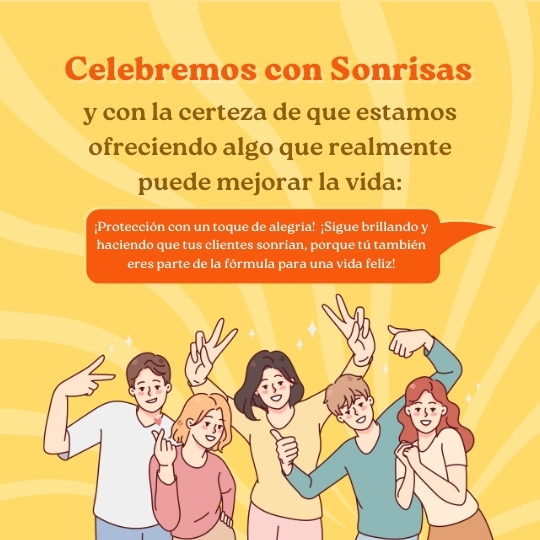 Celebremos con Sonrisas
y con la certeza de que estamos
ofreciendo algo que realmente
puede mejorar la vida:
¡Protección con un toque de alegría! ¡Sigue brillando y
haciendo que tus clientes sonrían, porque tú también
eres parte de la fórmula para una vida feliz!